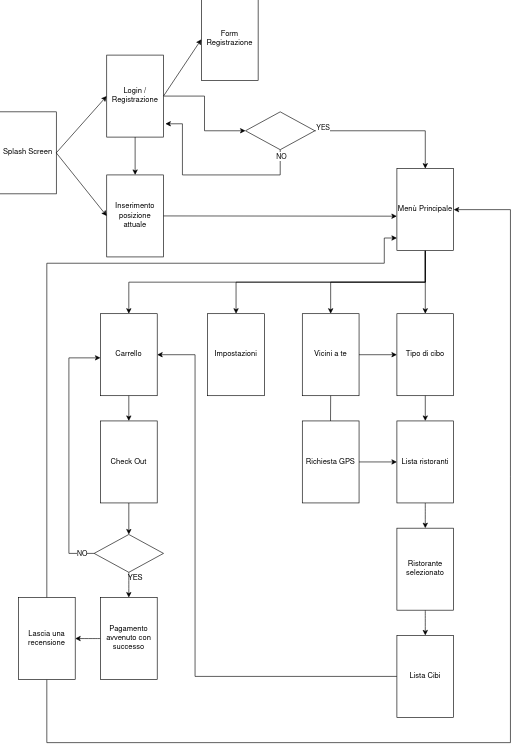 Form
Registrazione
Login /
Registrazione
YES
Splash Screen
NO
Inserimento
posizione
attuale
Menù Principale
Carrello
Impostazioni
Vicini a te
Tipo di cibo
Check Out
Richiesta GPS
Lista ristoranti
NO
YES
Ristorante
selezionato
Lascia una
recensione
Pagamento
avvenuto con
successo
Lista Cibi